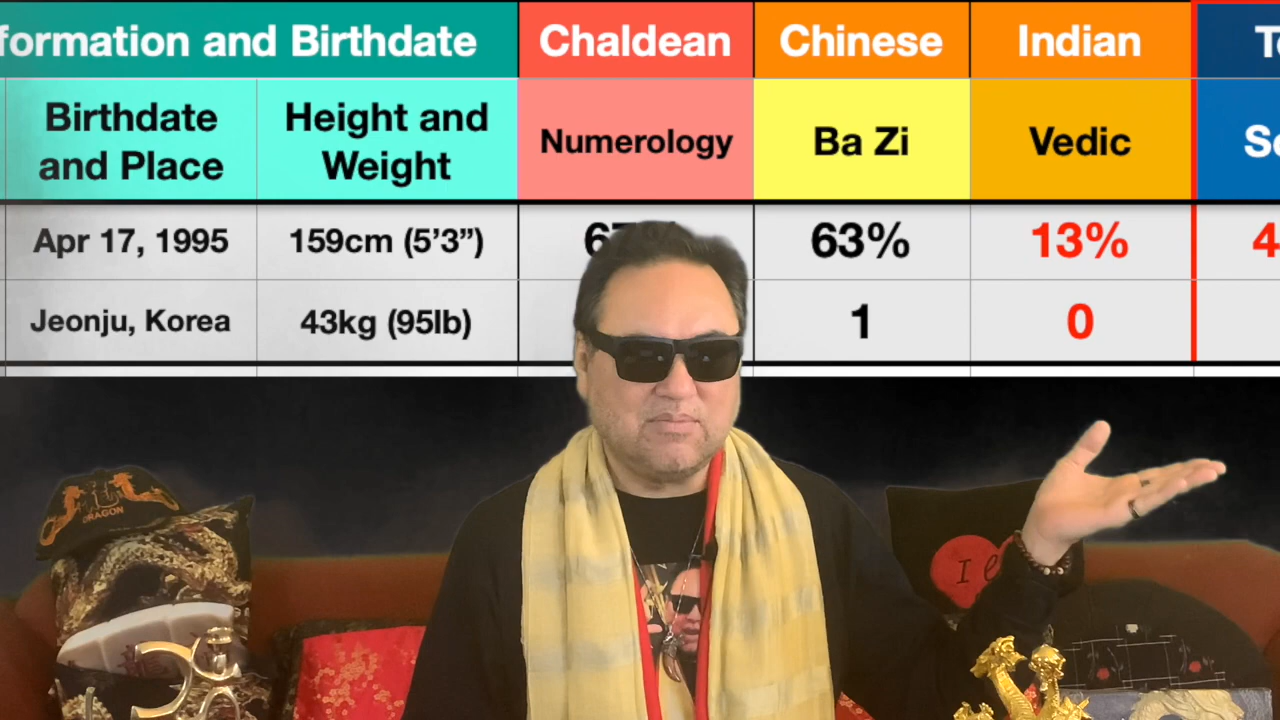 formation and Birthdate
Chaldean
Chinese
Indian
Birthdate
and Place
Height and
Weight
Numerology
Ba Zi
Vedic
Apr 17, 1995
159cm (5’3”)
63%
13%
4
Jeonju, Korea
43kg (95lb)
1
0
DRAGON
I